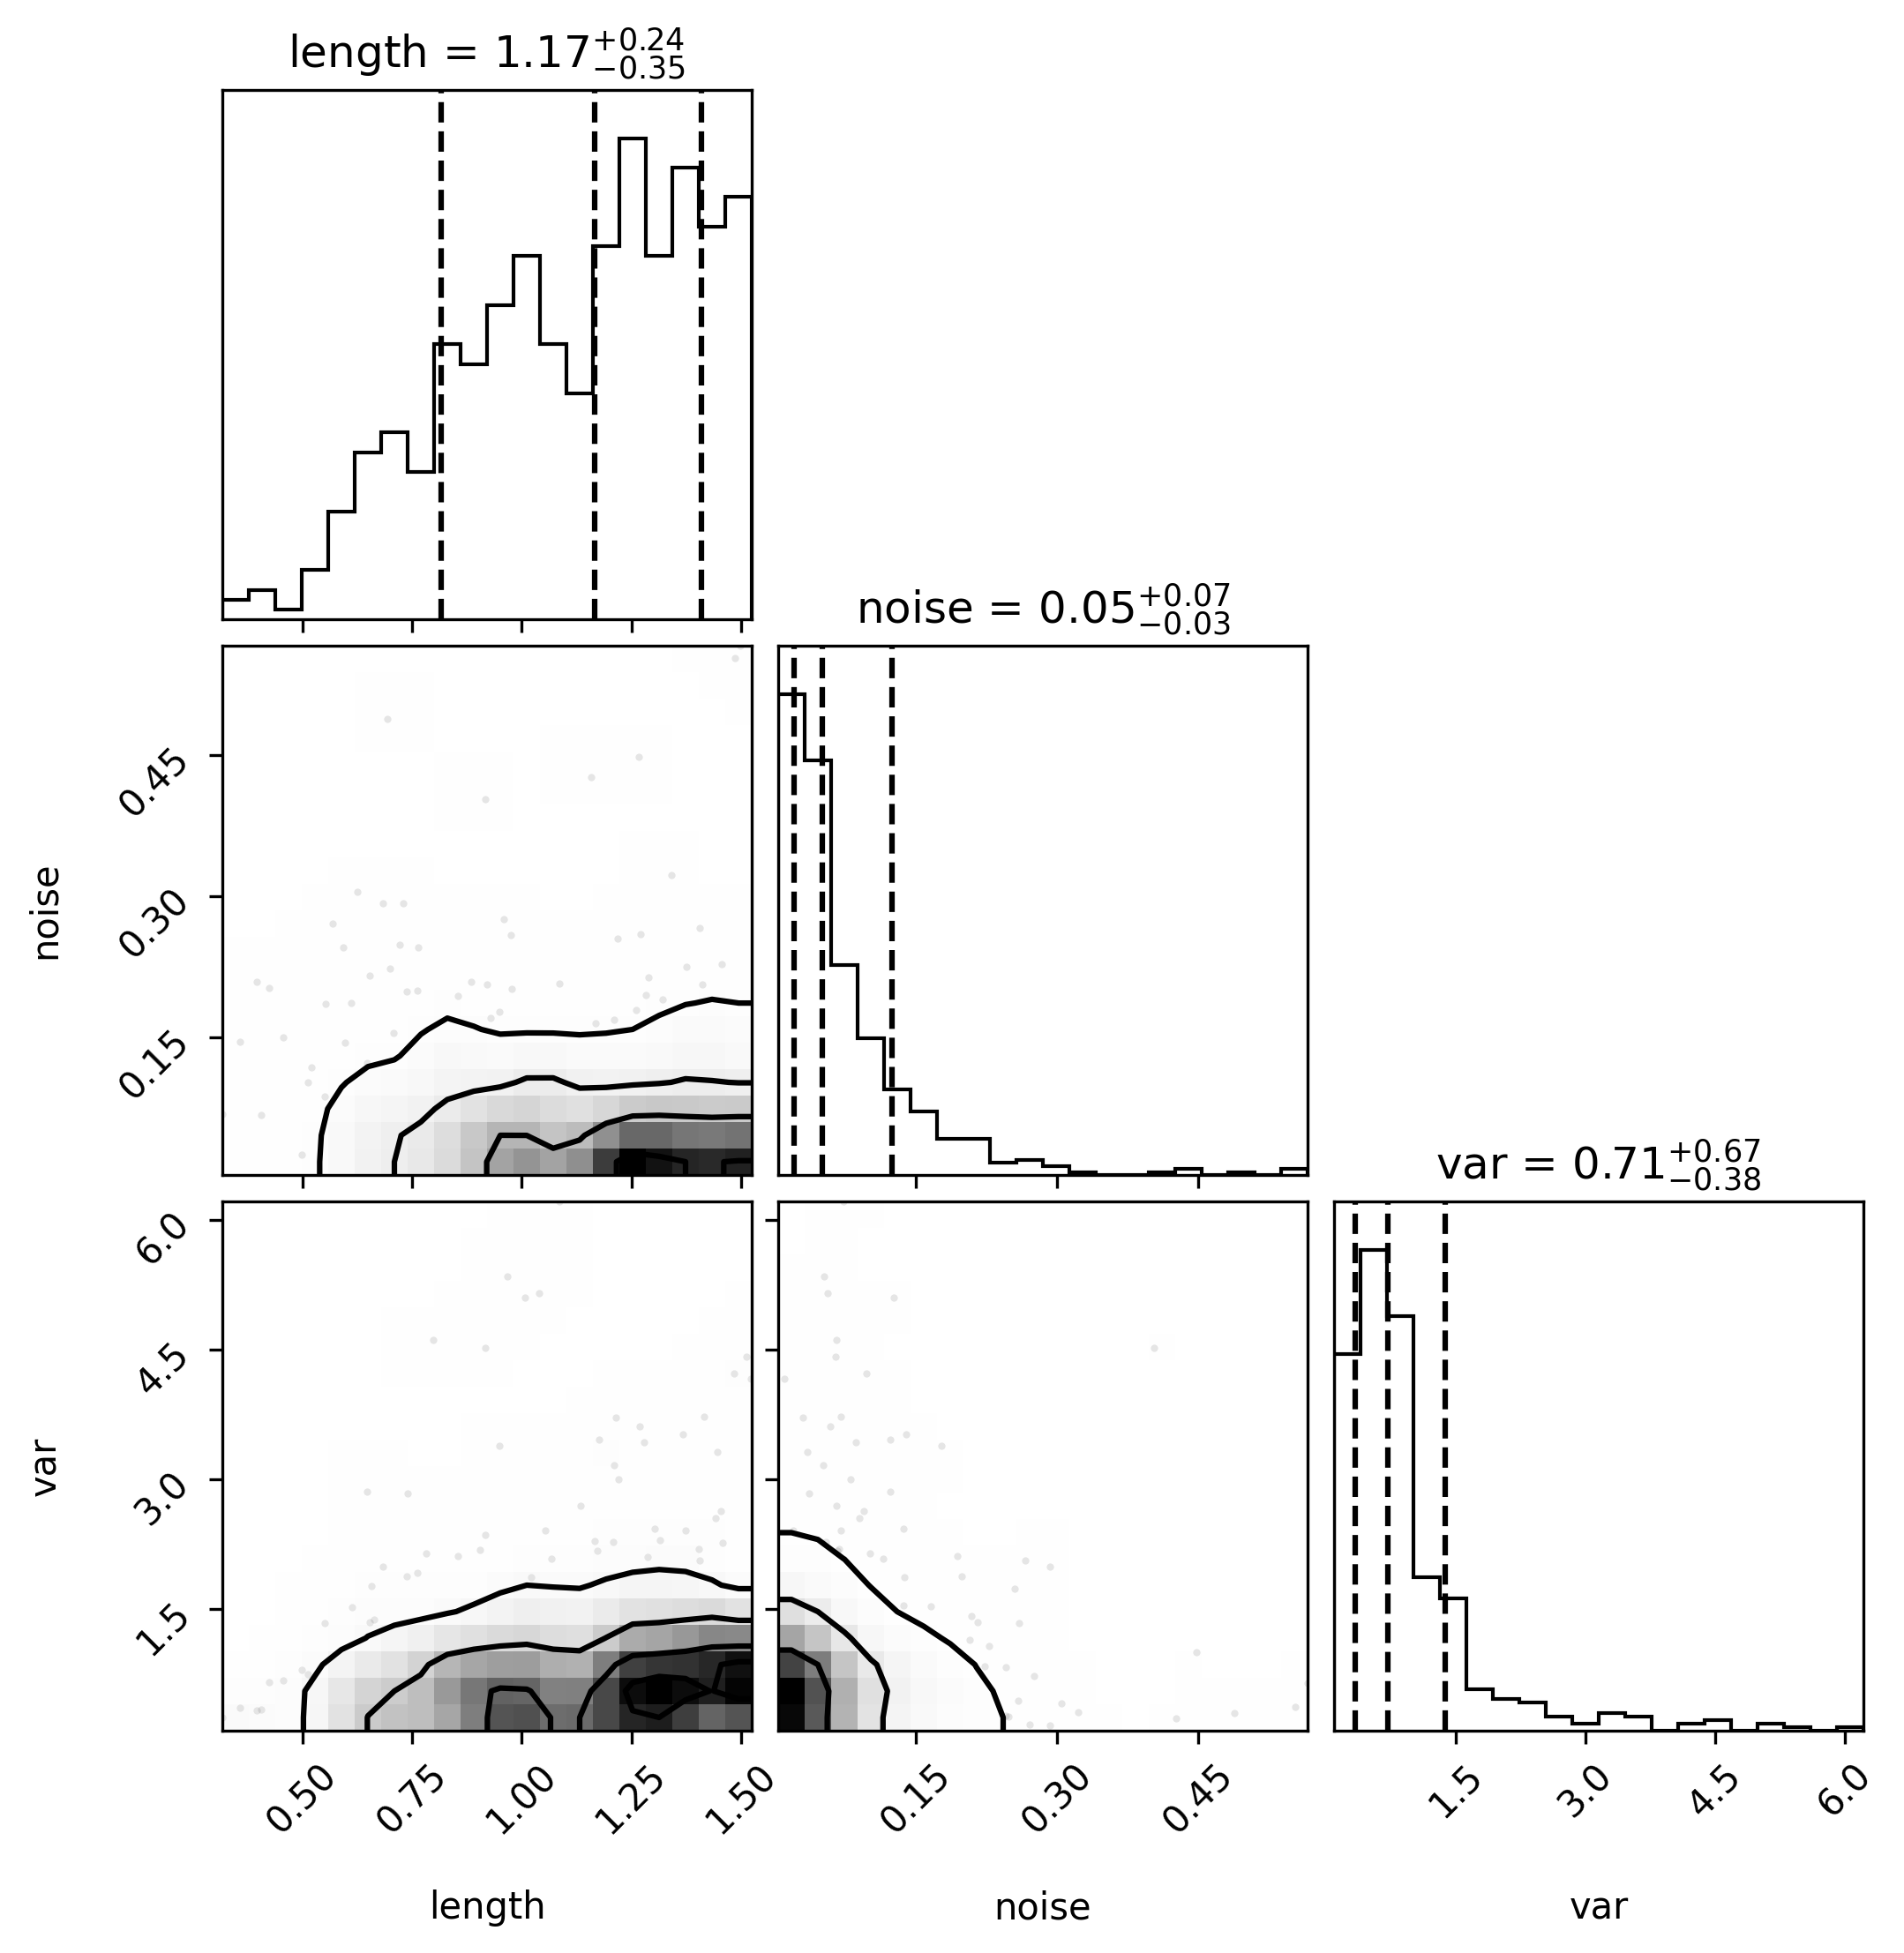 length = 1.17+0.24−0.35
noise = 0.05+0.07−0.03
noise
0.45
0.30
0.15
var = 0.71+0.67−0.38
var
6.0
4.5
3.0
1.5
0.50 0.75 1.00 1.25 1.50 0.15 0.30 0.45 1.5 3.0 4.5 6.0
length noise var